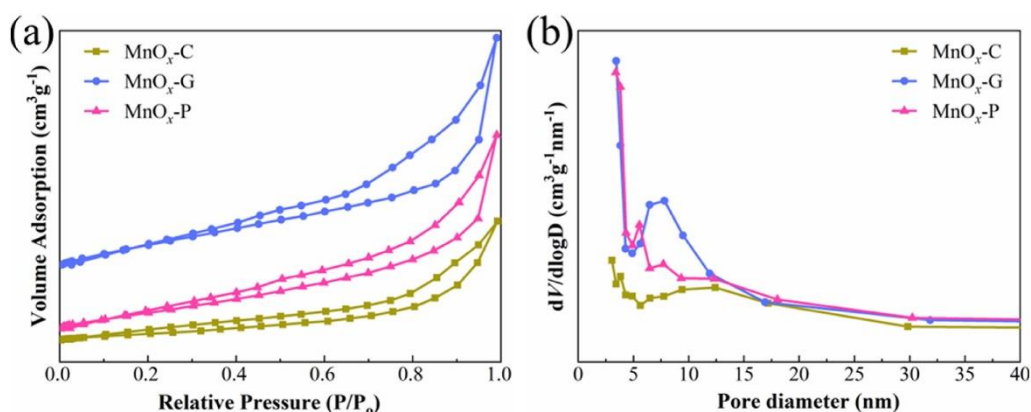 (a)
MnOₓ-C
MnOₓ-G
MnOₓ-P
Volume Adsorption (cm³g⁻¹)
0.0 0.2 0.4 0.6 0.8 1.0
Relative Pressure (P/P₀)
(b)
MnOₓ-C
MnOₓ-G
MnOₓ-P
dV/dlogD (cm³g⁻¹nm⁻¹)
0 5 10 15 20 25 30 35 40
Pore diameter (nm)